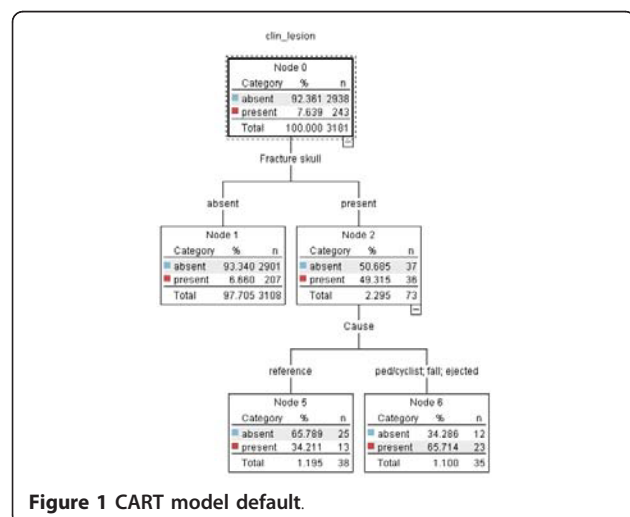 clin_lesion
Node 0
Category % n
absent 92.361 2938
present 7.639 243
Total 100.000 3181
Fracture skull
absent present
Node 1
Category % n
absent 93.340 2901
present 6.660 207
Total 97.705 3108
Node 2
Category % n
absent 50.685 37
present 49.315 36
Total 2.295 73
Cause
reference ped/cyclist; fall; ejected
Node 5
Category % n
absent 65.789 25
present 34.211 13
Total 1.195 38
Node 6
Category % n
absent 34.286 12
present 65.714 23
Total 1.100 35
Figure 1 CART model default.